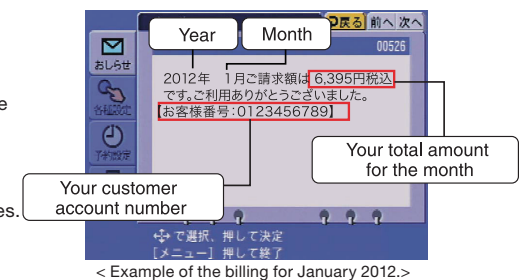 戻る 前へ 次へ
Year
Month
00526
おしらせ
2012年 1月ご請求額は 6,395円税込
です。ご利用ありがとうございました。
【お客様番号:0123456789】
各種設定
予約設定
e
Your total amount
for the month
Your customer
account number
es.
で選択、押して決定
[メニュー] 押して終了
< Example of the billing for January 2012.>